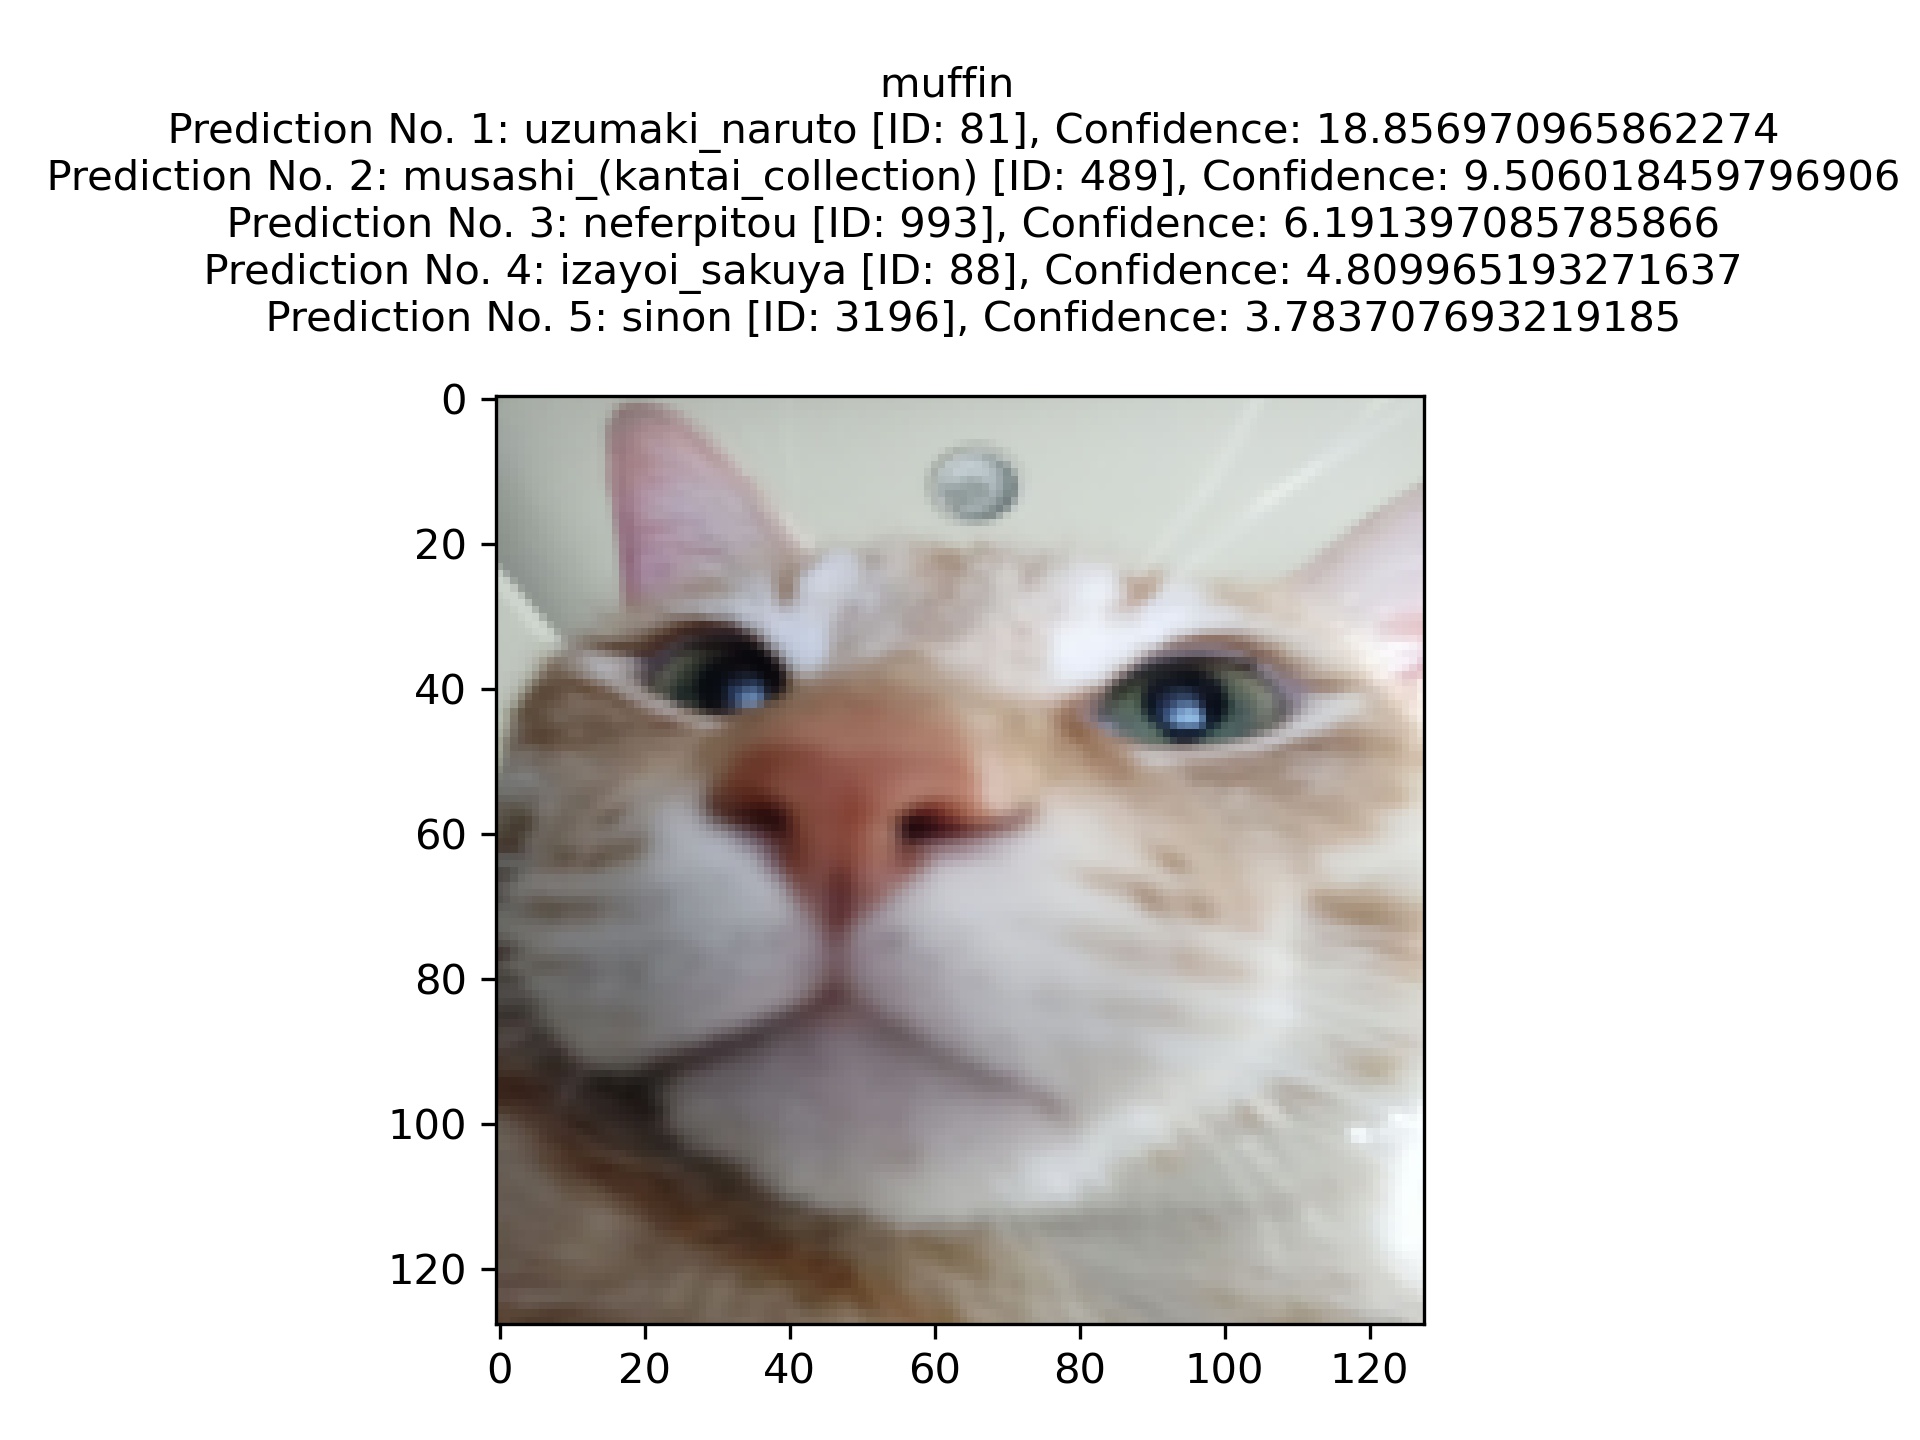 muffin
Prediction No. 1: uzumaki_naruto [ID: 81], Confidence: 18.856970965862274
Prediction No. 2: musashi_(kantai_collection) [ID: 489], Confidence: 9.506018459796906
Prediction No. 3: neferpitou [ID: 993], Confidence: 6.191397085785866
Prediction No. 4: izayoi_sakuya [ID: 88], Confidence: 4.809965193271637
Prediction No. 5: sinon [ID: 3196], Confidence: 3.783707693219185
0
20
40
60
80
100
120
0 20 40 60 80 100 120